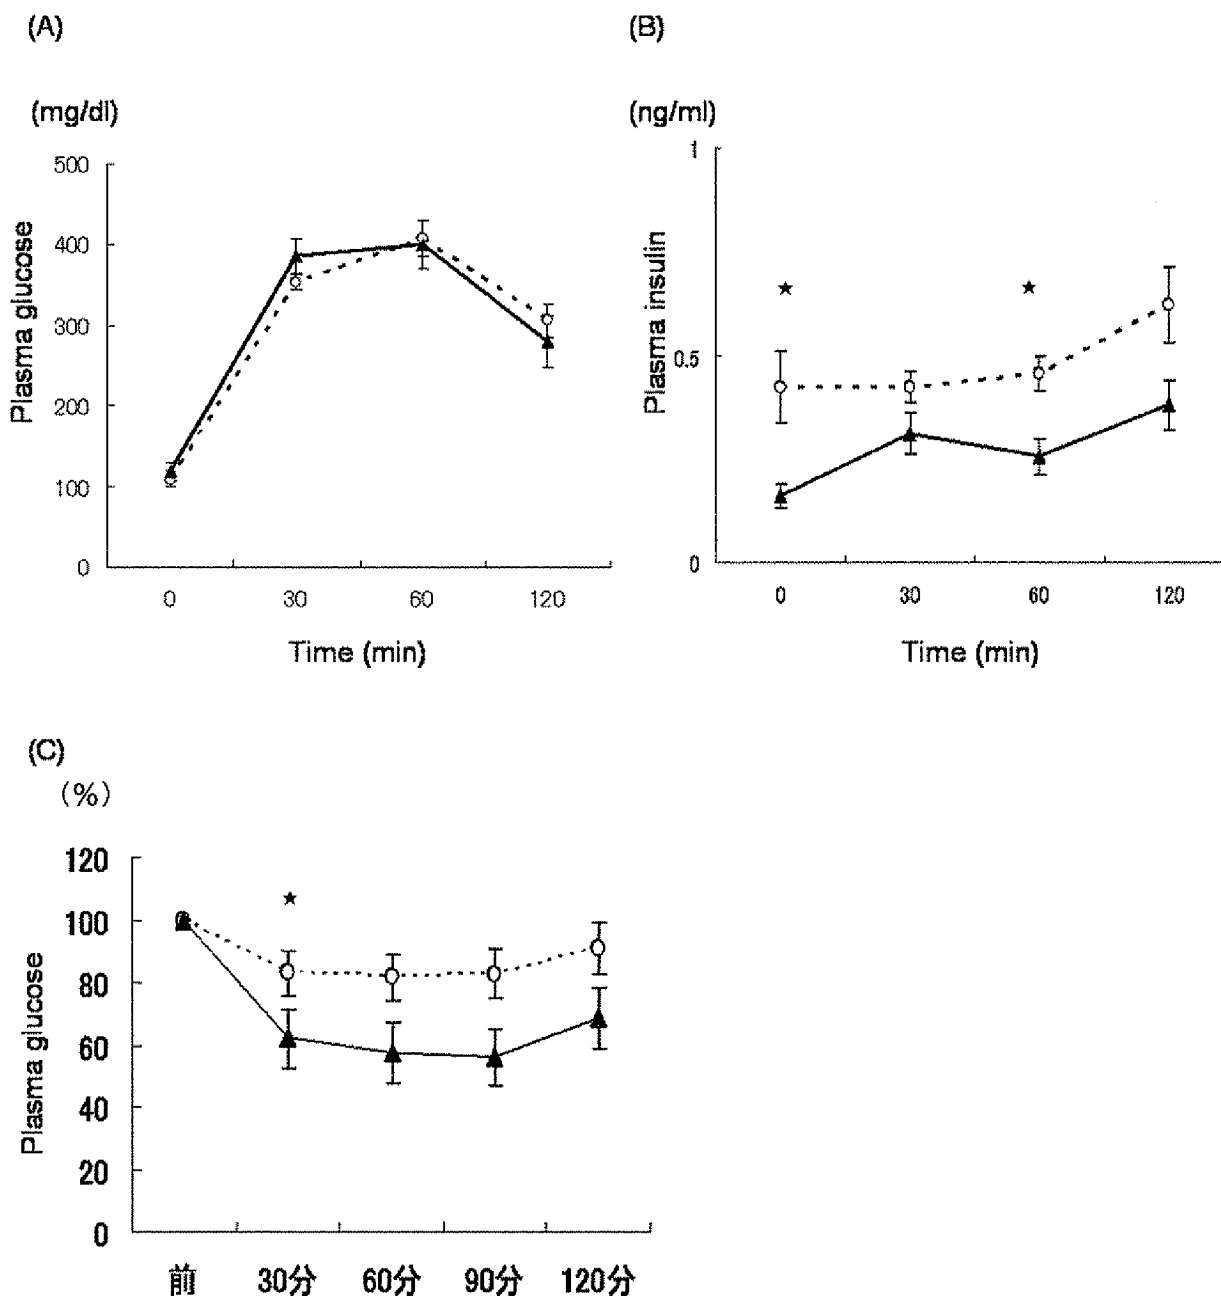 (A)
(mg/dl)
500
400
300
200
100
0
Plasma glucose
0 30 60 120
Time (min)
(B)
(ng/ml)
1
0.5
0
Plasma insulin
★ ★
0 30 60 120
Time (min)
(C)
(%)
120
100
80
60
40
20
0
Plasma glucose
★
前 30分 60分 90分 120分